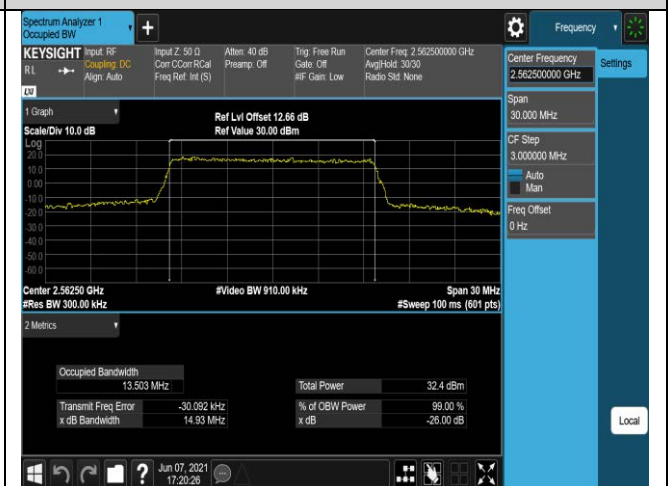 Spectrum Analyzer 1
Occupied BW
+
Frequency
KEYSIGHT
RL
LXI
Input: RF
Coupling: DC
Align: Auto
Input Z: 50 Ω
Corr CCorr RCal
Freq Ref: Int (S)
Atten: 40 dB
Preamp: Off
Trig: Free Run
Gate: Off
#IF Gain: Low
Center Freq: 2.562500000 GHz
Avg|Hold: 30/30
Radio Std: None
Center Frequency
2.562500000 GHz
Settings
Span
30.000 MHz
CF Step
3.000000 MHz
Auto
Man
Freq Offset
0 Hz
1 Graph
Scale/Div 10.0 dB
Ref Lvl Offset 12.66 dB
Ref Value 30.00 dBm
Log
20.0
10.0
0.00
-10.0
-20.0
-30.0
-40.0
-50.0
-60.0
Center 2.56250 GHz
#Res BW 300.00 kHz
#Video BW 910.00 kHz
Span 30 MHz
#Sweep 100 ms (601 pts)
2 Metrics
Occupied Bandwidth
13.503 MHz
Total Power 32.4 dBm
Transmit Freq Error -30.092 kHz
% of OBW Power 99.00 %
x dB Bandwidth 14.93 MHz
x dB -26.00 dB
Local
?
Jun 07, 2021
17:20:26